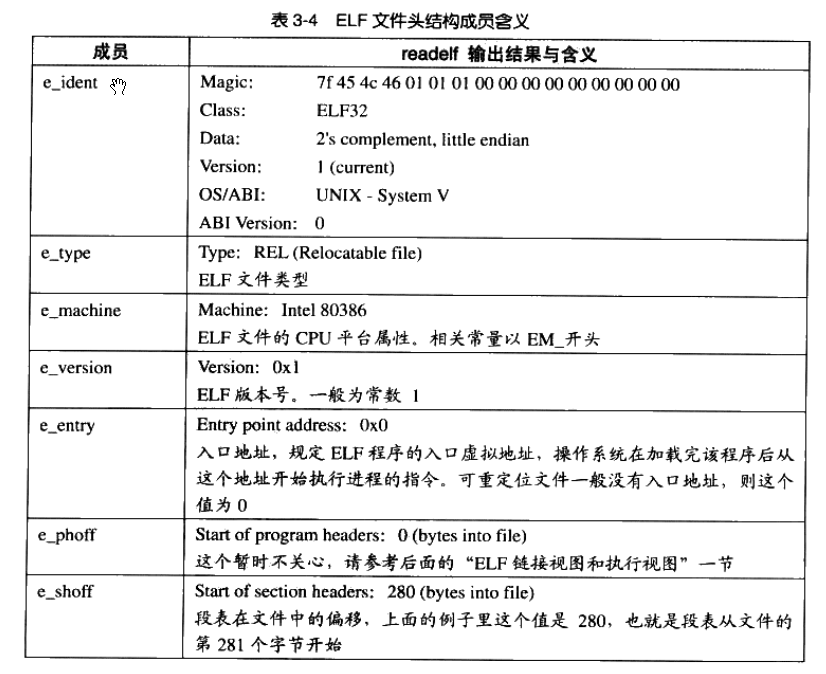 表 3-4 ELF 文件头结构成员含义
成员 readelf 输出结果与含义
e_ident Magic: 7f 45 4c 46 01 01 01 00 00 00 00 00 00 00 00 00
Class: ELF32
Data: 2's complement, little endian
Version: 1 (current)
OS/ABI: UNIX - System V
ABI Version: 0
e_type Type: REL (Relocatable file)
ELF 文件类型
e_machine Machine: Intel 80386
ELF 文件的 CPU 平台属性。相关常量以 EM_开头
e_version Version: 0x1
ELF 版本号。一般为常数 1
e_entry Entry point address: 0x0
入口地址，规定 ELF 程序的入口虚拟地址，操作系统在加载完该程序后从
这个地址开始执行进程的指令。可重定位文件一般没有入口地址，则这个
值为 0
e_phoff Start of program headers: 0 (bytes into file)
这个暂时不关心，请参考后面的“ELF 链接视图和执行视图”一节
e_shoff Start of section headers: 280 (bytes into file)
段表在文件中的偏移，上面的例子里这个值是 280，也就是段表从文件的
第 281 个字节开始